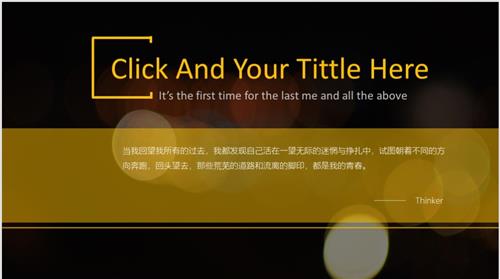 Click And Your Tittle Here
It's the first time for the last me and all the above
当我回望我所有的过去，我都发现自己活在一望无际的迷惘与挣扎中，试图朝着不同的方
向奔跑，回头望去，那些荒芜的道路和流离的脚印，都是我的青春。
Thinker